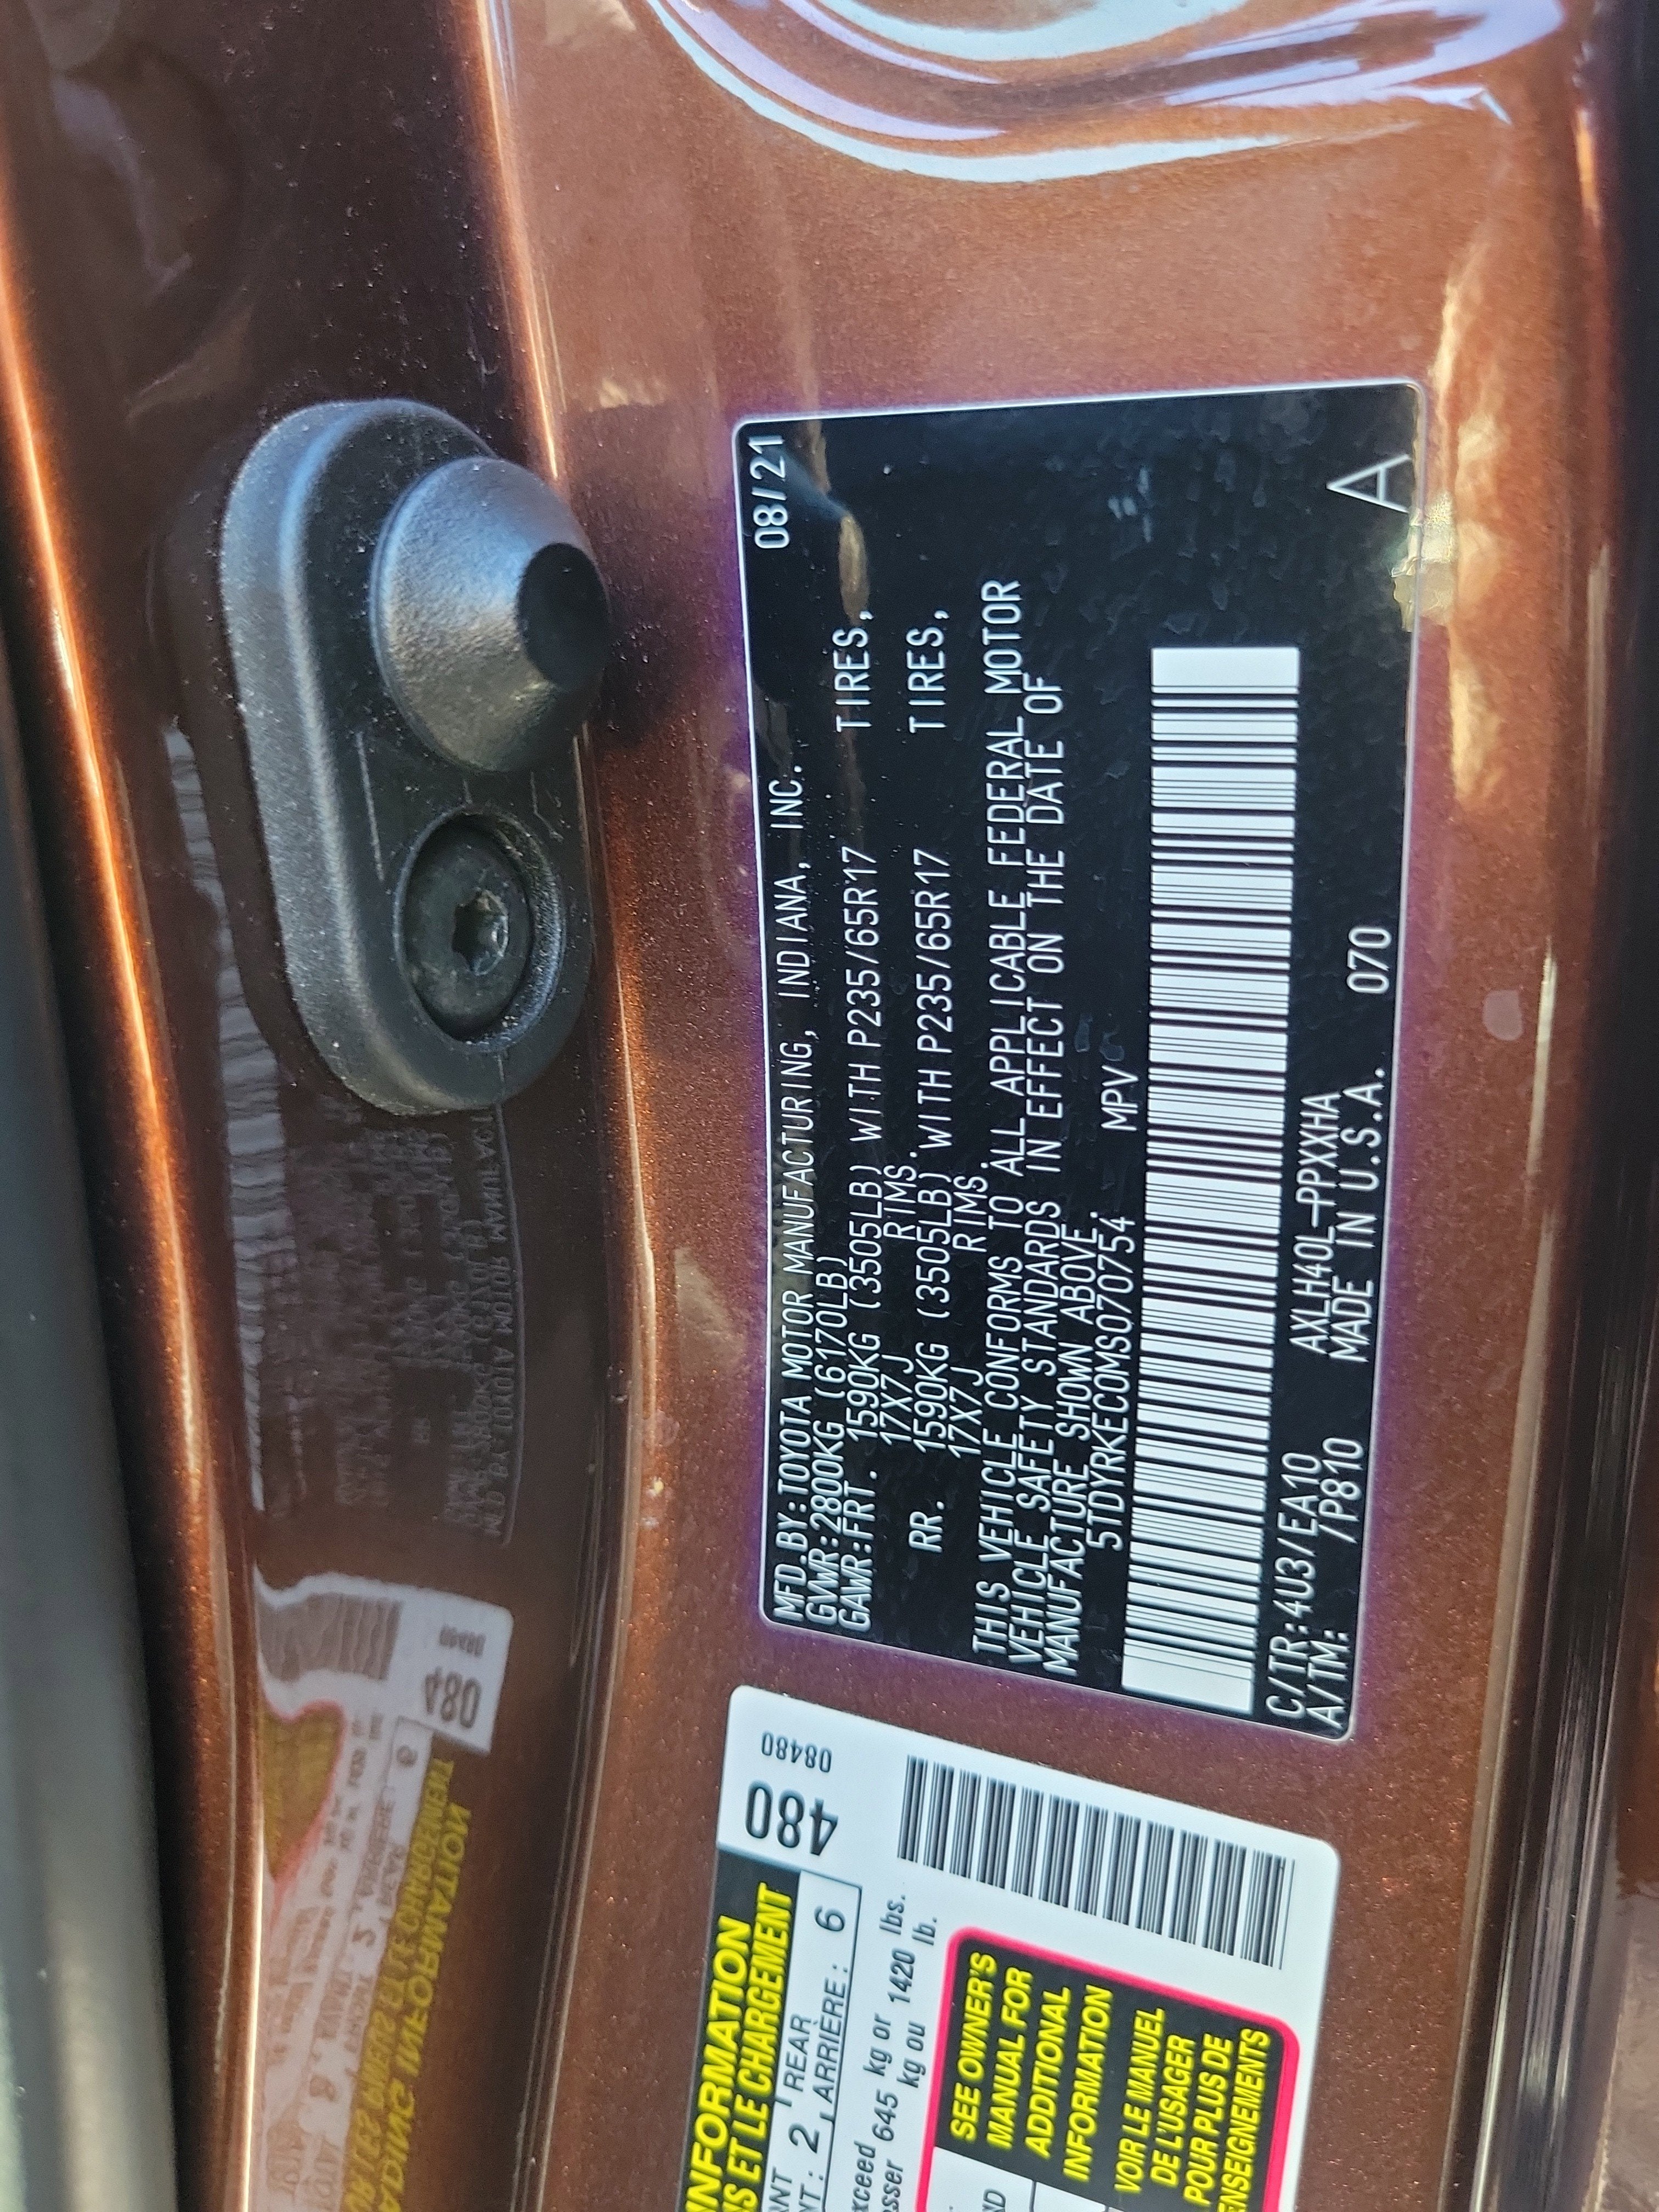 08/21
MFD.BY:TOYOTA MOTOR MANUFACTURING, INDIANA, INC.
GVWR:2800KG(6170LB)
GAWR:FRT. 1590KG (3505LB) WITH P235/65R17 TIRES,
17X7J RIMS.
RR. 1590KG (3505LB) WITH P235/65R17 TIRES,
17X7J RIMS.
THIS VEHICLE CONFORMS TO ALL APPLICABLE FEDERAL MOTOR
VEHICLE SAFETY STANDARDS IN EFFECT ON THE DATE OF
MANUFACTURE SHOWN ABOVE.
5TDYRKEC0MS070754 MPV
C/TR:4U3/EA10 AXLH40L-PPXXHA
A/TM: /P810 MADE IN U.S.A. 070
A
INFORMATION
ET LE CHARGEMENT
480
08480
2 REAR
ARRIÈRE: 6
645 kg or 1420 lbs.
kg ou lb.
SEE OWNER'S
MANUAL FOR
ADDITIONAL
INFORMATION
VOIR LE MANUEL
DE L'USAGER
POUR PLUS DE